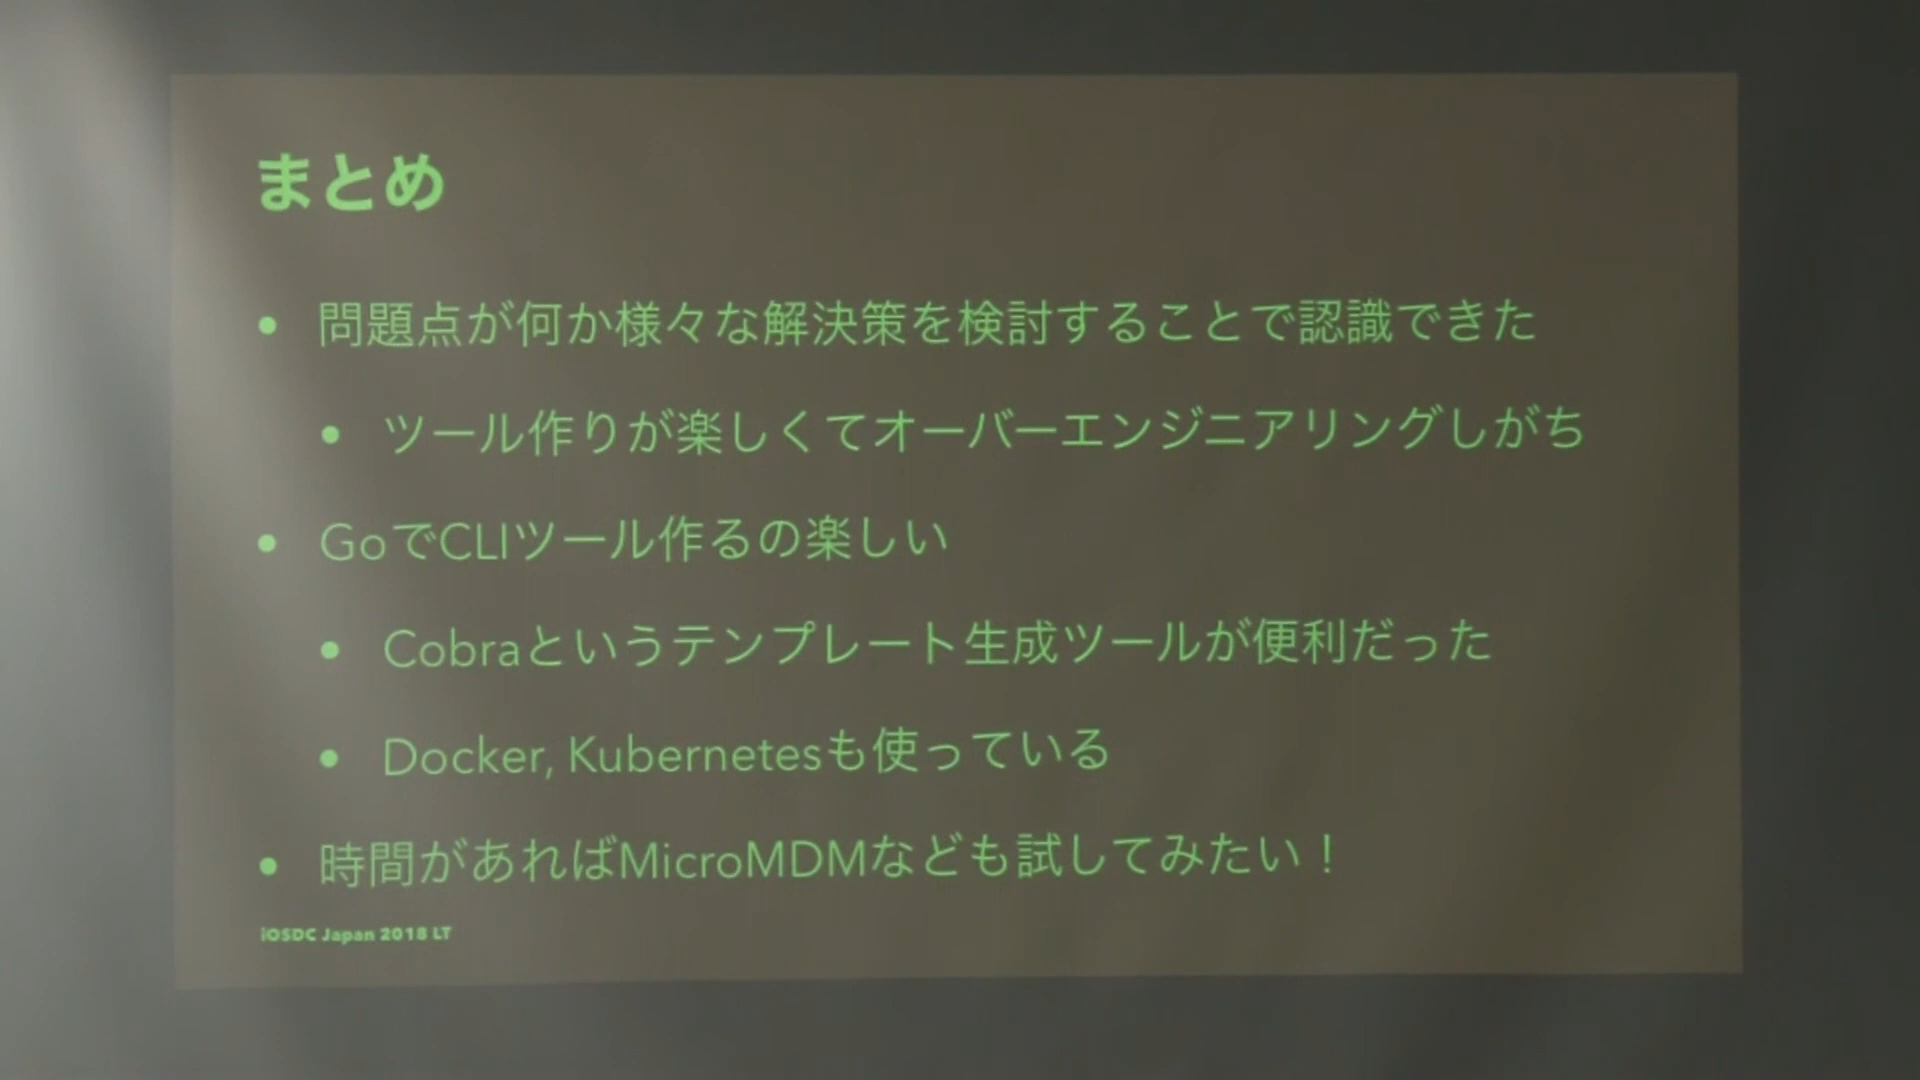 まとめ
• 問題点が何か様々な解決策を検討することで認識できた
• ツール作りが楽しくてオーバーエンジニアリングしがち
• GoでCLIツール作るの楽しい
• Cobraというテンプレート生成ツールが便利だった
• Docker, Kubernetesも使っている
• 時間があればMicroMDMなども試してみたい！
iOSDC Japan 2018 LT